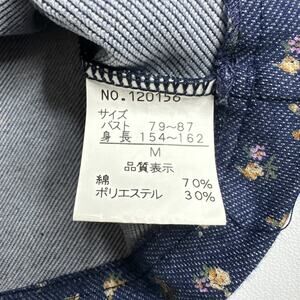 NO.120156
サイズ
バスト 79～87
身長 154～162
M
品質表示
綿 70%
ポリエステル 30%